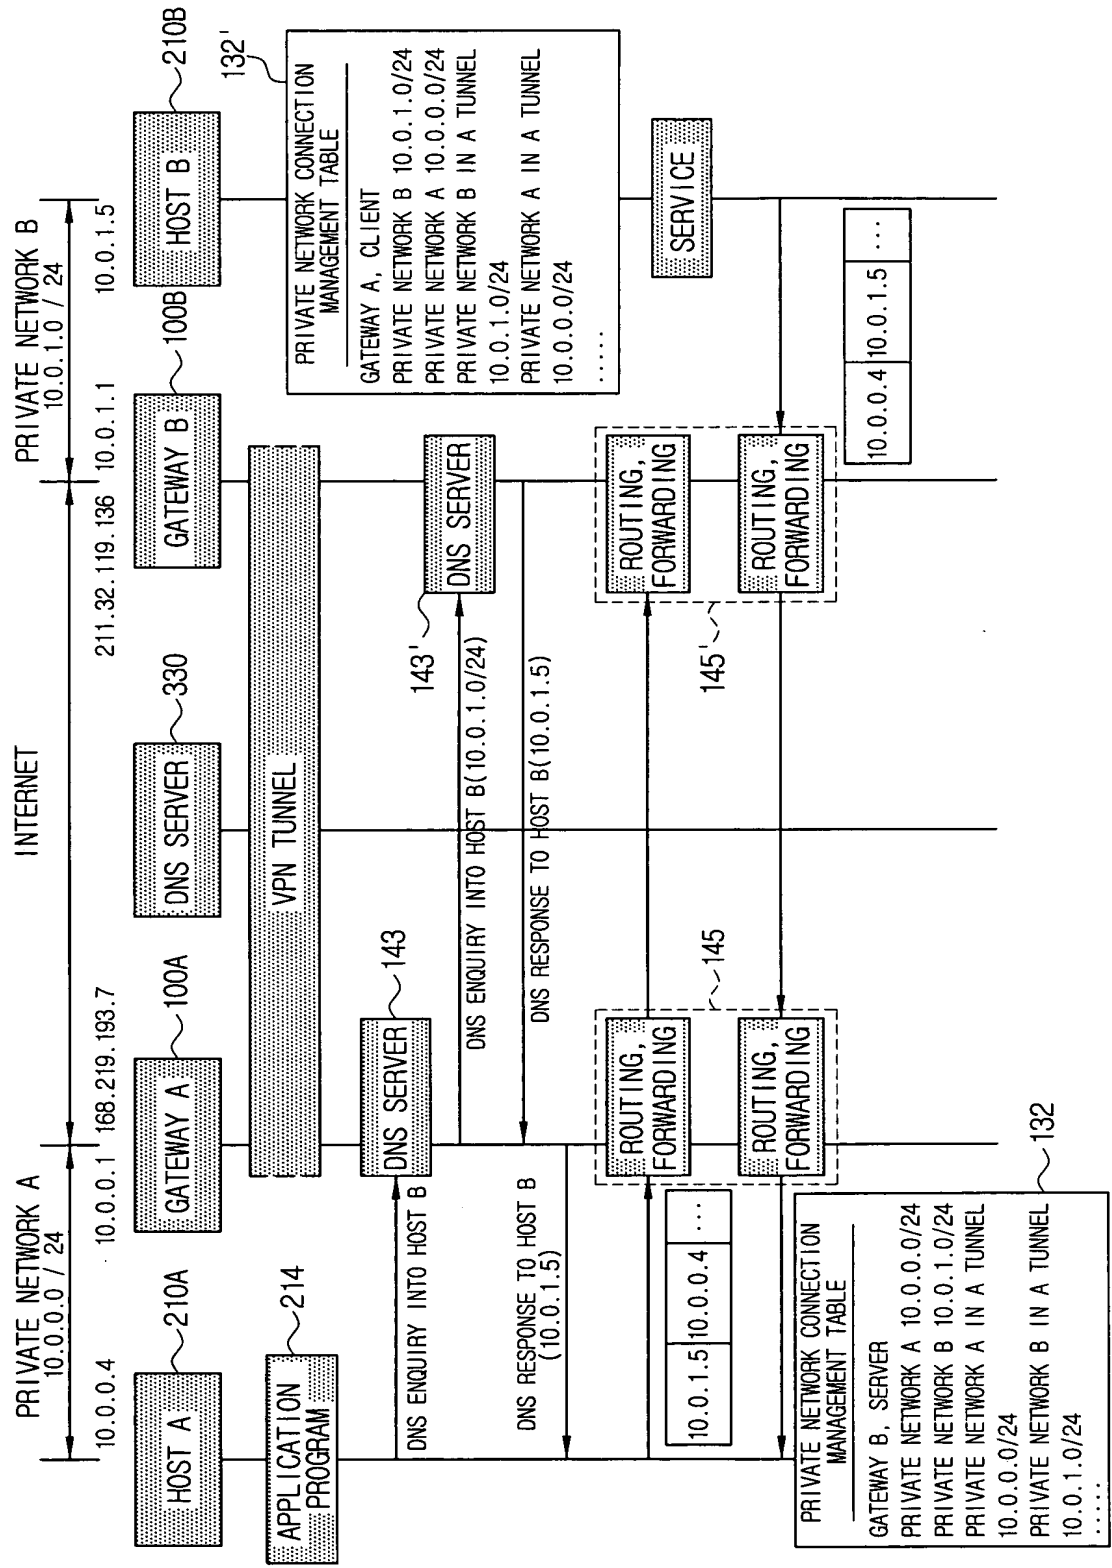 PRIVATE NETWORK A
10.0.0.0 / 24
INTERNET
PRIVATE NETWORK B
10.0.1.0 / 24
10.0.0.4
10.0.0.1
168.219.193.7
211.32.119.136
10.0.1.1
10.0.1.5
210A
100A
330
100B
210B
HOST A
GATEWAY A
DNS SERVER
GATEWAY B
HOST B
VPN TUNNEL
APPLICATION
PROGRAM
214
132'
PRIVATE NETWORK CONNECTION
MANAGEMENT TABLE
GATEWAY A, CLIENT
PRIVATE NETWORK B 10.0.1.0/24
PRIVATE NETWORK A 10.0.0.0/24
PRIVATE NETWORK B IN A TUNNEL
10.0.1.0/24
PRIVATE NETWORK A IN A TUNNEL
10.0.0.0/24
.....
DNS SERVER
143
DNS ENQUIRY INTO HOST B
143'
DNS SERVER
DNS ENQUIRY INTO HOST B(10.0.1.0/24)
DNS RESPONSE TO HOST B(10.0.1.5)
DNS RESPONSE TO HOST B
(10.0.1.5)
SERVICE
ROUTING,
FORWARDING
ROUTING,
FORWARDING
10.0.1.5 10.0.0.4 ...
145
145'
ROUTING,
FORWARDING
ROUTING,
FORWARDING
10.0.0.4 10.0.1.5 ...
132
PRIVATE NETWORK CONNECTION
MANAGEMENT TABLE
GATEWAY B, SERVER
PRIVATE NETWORK A 10.0.0.0/24
PRIVATE NETWORK B 10.0.1.0/24
PRIVATE NETWORK A IN A TUNNEL
10.0.0.0/24
PRIVATE NETWORK B IN A TUNNEL
10.0.1.0/24
.....